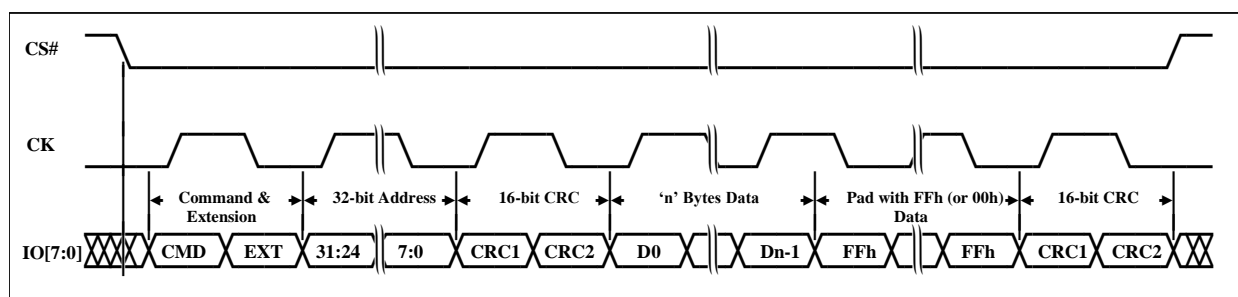 CS#
CK
Command & Extension
32-bit Address
16-bit CRC
‘n’ Bytes Data
Pad with FFh (or 00h) Data
16-bit CRC
IO[7:0]
CMD
EXT
31:24
7:0
CRC1
CRC2
D0
Dn-1
FFh
FFh
CRC1
CRC2